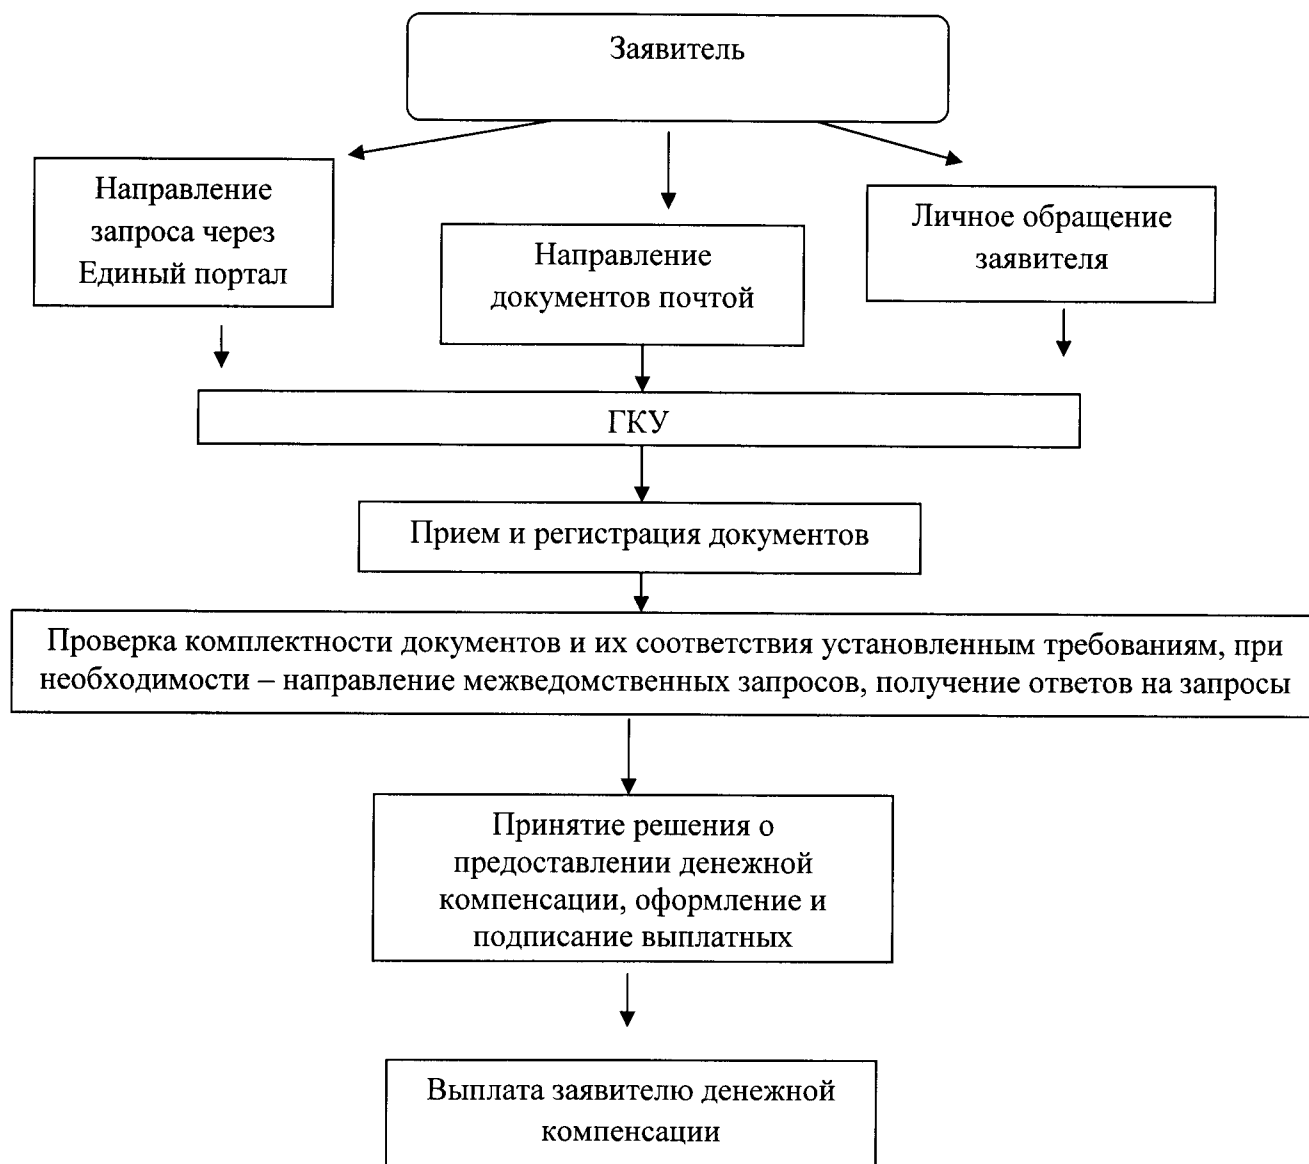 Заявитель
Направление
запроса через
Единый портал
Направление
документов почтой
Личное обращение
заявителя
ГКУ
Прием и регистрация документов
Проверка комплектности документов и их соответствия установленным требованиям, при
необходимости – направление межведомственных запросов, получение ответов на запросы
Принятие решения о
предоставлении денежной
компенсации, оформление и
подписание выплатных
Выплата заявителю денежной
компенсации